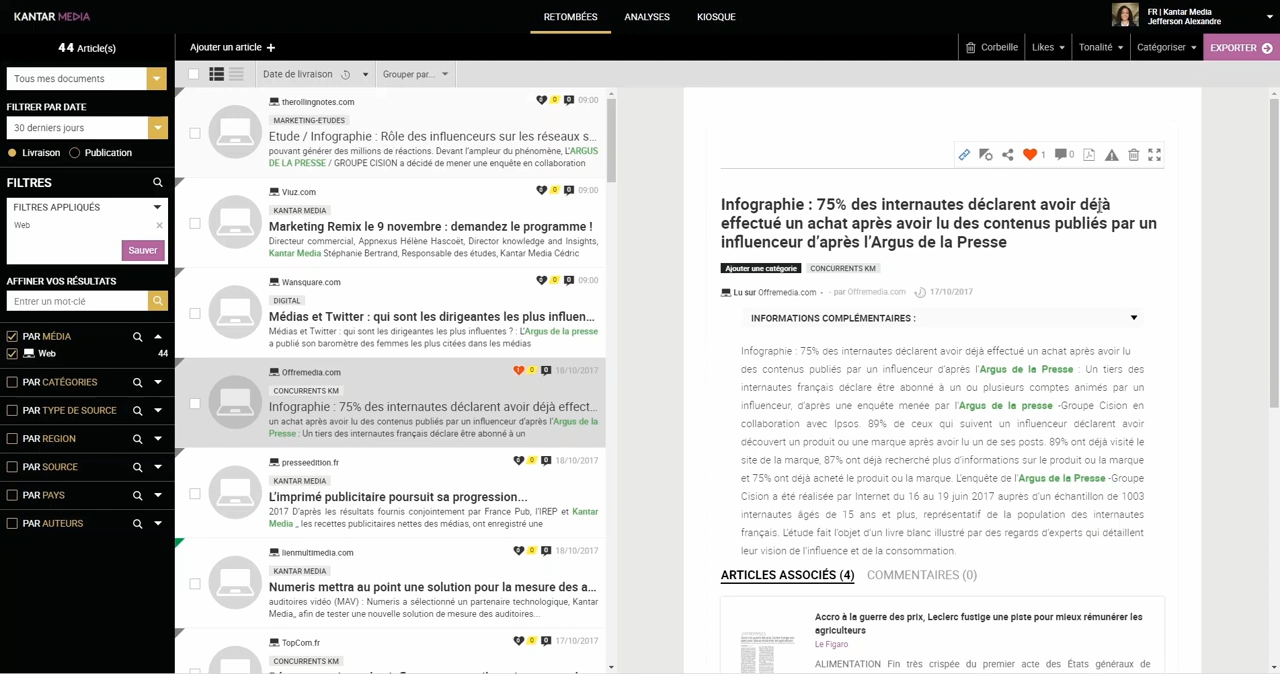 KANTAR MEDIA
RETOMBÉES
ANALYSES
KIOSQUE
FR | Kantar Media
Jefferson Alexandre
44 Article(s)
Ajouter un article +
Corbeille
Likes
Tonalité
Catégoriser
EXPORTER
Tous mes documents
FILTRER PAR DATE
30 derniers jours
Livraison
Publication
FILTRES
FILTRES APPLIQUÉS
Web
Sauver
AFFINER VOS RÉSULTATS
Entrer un mot-clé
PAR MÉDIA
Web 44
PAR CATÉGORIES
PAR TYPE DE SOURCE
PAR REGION
PAR SOURCE
PAR PAYS
PAR AUTEURS
Date de livraison
Grouper par...
therollingnotes.com
0 09:00
MARKETING-ETUDES
Etude / Infographie : Rôle des influenceurs sur les réseaux s...
pouvant générer des millions de réactions. Devant l'ampleur du phénomène, L'ARGUS
DE LA PRESSE / GROUPE CISION a décidé de mener une enquête en collaboration
Viuz.com
0 09:00
KANTAR MEDIA
Marketing Remix le 9 novembre : demandez le programme !
Directeur commercial, Appnexus Hélène Hascoët, Director knowledge and Insights,
Kantar Media Stéphanie Bertrand, Responsable des études, Kantar Media Cédric
Wansquare.com
0 09:00
DIGITAL
Médias et Twitter : qui sont les dirigeantes les plus influen...
Médias et Twitter : qui sont les dirigeantes les plus influentes ? : L'Argus de la presse
a publié son baromètre des femmes les plus citées dans les médias
Offremedia.com
0 18/10/2017
CONCURRENTS KM
Infographie : 75% des internautes déclarent avoir déjà effect...
un achat après avoir lu des contenus publiés par un influenceur d'après l'Argus de la
Presse : Un tiers des internautes français déclare être abonné à un
presseedition.fr
0 18/10/2017
KANTAR MEDIA
L'imprimé publicitaire poursuit sa progression...
2017 D'après les résultats fournis conjointement par France Pub, l'IREP et Kantar
Media , les recettes publicitaires nettes des médias, ont enregistré une
lienmultimedia.com
0 18/10/2017
KANTAR MEDIA
Numeris mettra au point une solution pour la mesure des a...
auditoires vidéo (MAV) : Numeris a sélectionné un partenaire technologique, Kantar
Media,, afin de tester une nouvelle solution de mesure des auditoires...
TopCom.fr
0 17/10/2017
CONCURRENTS KM
1
0
Infographie : 75% des internautes déclarent avoir déjà
effectué un achat après avoir lu des contenus publiés par un
influenceur d'après l'Argus de la Presse
Ajouter une catégorie CONCURRENTS KM
Lu sur Offremedia.com - - par Offremedia.com 17/10/2017
INFORMATIONS COMPLÉMENTAIRES :
Infographie : 75% des internautes déclarent avoir déjà effectué un achat après avoir lu
des contenus publiés par un influenceur d'après l'Argus de la Presse : Un tiers des
internautes français déclare être abonné à un ou plusieurs comptes animés par un
influenceur, d'après une enquête menée par l'Argus de la presse -Groupe Cision en
collaboration avec Ipsos. 89% de ceux qui suivent un influenceur déclarent avoir
découvert un produit ou une marque après avoir lu un de ses posts. 89% ont déjà visité le
site de la marque, 87% ont déjà recherché plus d'informations sur le produit ou la marque
et 75% ont déjà acheté le produit ou la marque. L'enquête de l'Argus de la Presse -Groupe
Cision a été réalisée par Internet du 16 au 19 juin 2017 auprès d'un échantillon de 1003
internautes âgés de 15 ans et plus, représentatif de la population des internautes
français. L'étude fait l'objet d'un livre blanc illustré par des regards d'experts qui détaillent
leur vision de l'influence et de la consommation.
ARTICLES ASSOCIÉS (4) COMMENTAIRES (0)
Accro à la guerre des prix, Leclerc fustige une piste pour mieux rémunérer les
agriculteurs
Le Figaro
ALIMENTATION Fin très crispée du premier acte des États généraux de